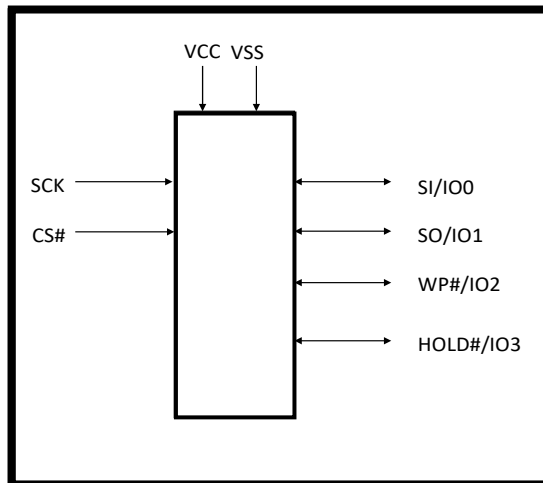 VCC VSS
SCK
SI/IO0
CS#
SO/IO1
WP#/IO2
HOLD#/IO3